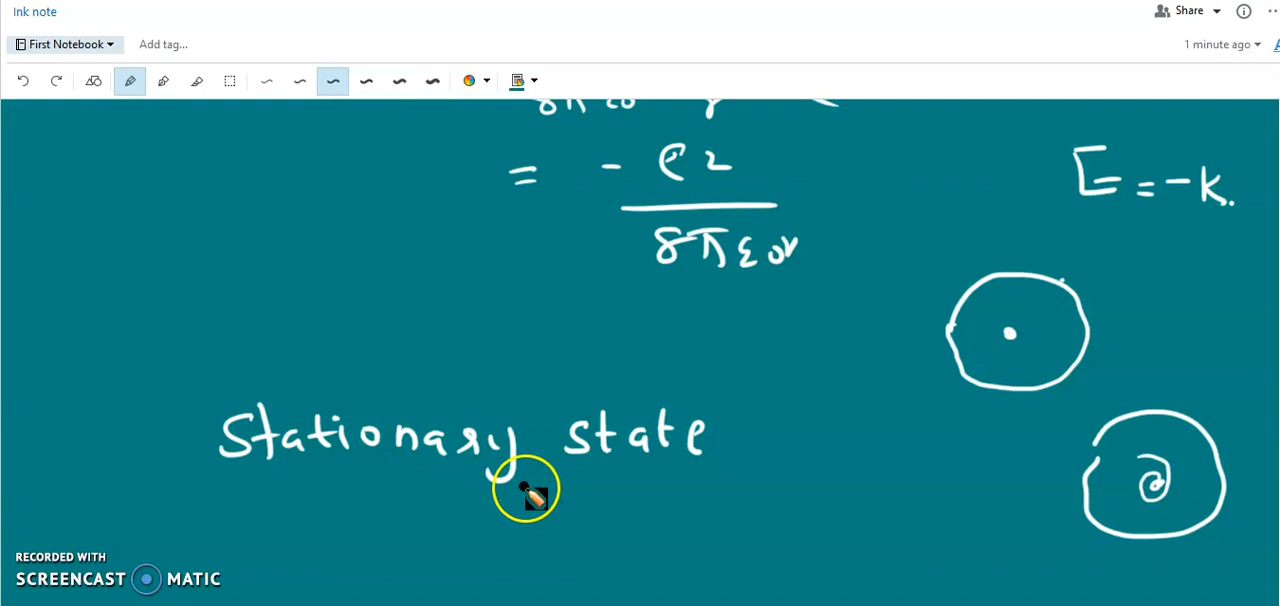 Ink note
Share
First Notebook
Add tag...
1 minute ago
= - e2
8πε0r
E = -K.
Stationary state
RECORDED WITH
SCREENCAST MATIC